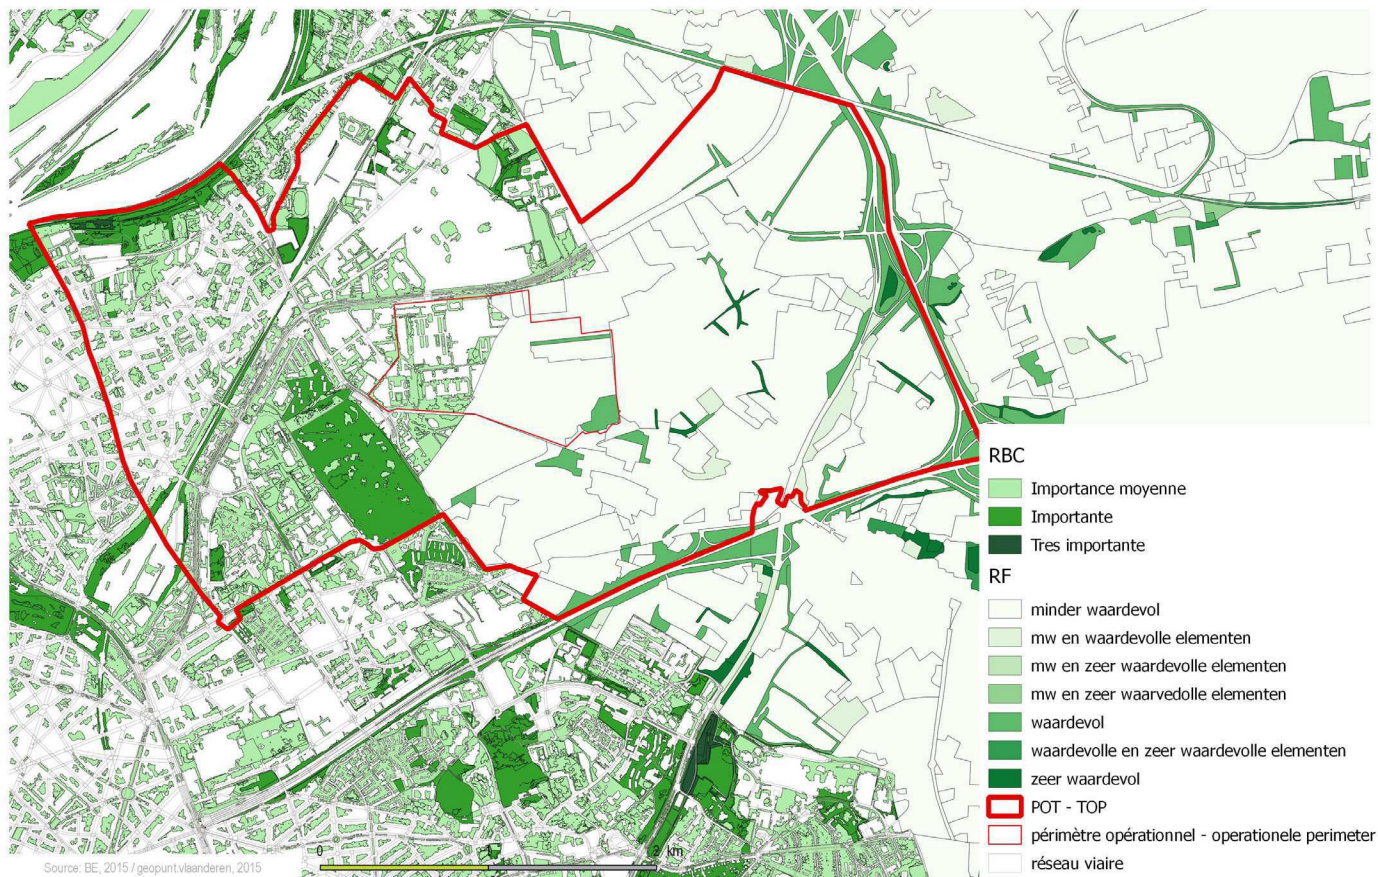 RBC
Importance moyenne
Importante
Tres importante
RF
minder waardevol
mw en waardevolle elementen
mw en zeer waardevolle elementen
mw en zeer waarvedolle elementen
waardevol
waardevolle en zeer waardevolle elementen
zeer waardevol
POT - TOP
périmètre opérationnel - operationele perimeter
réseau viaire
0 1 2 km
Source: BE, 2015 / geopunt.vlaanderen, 2015